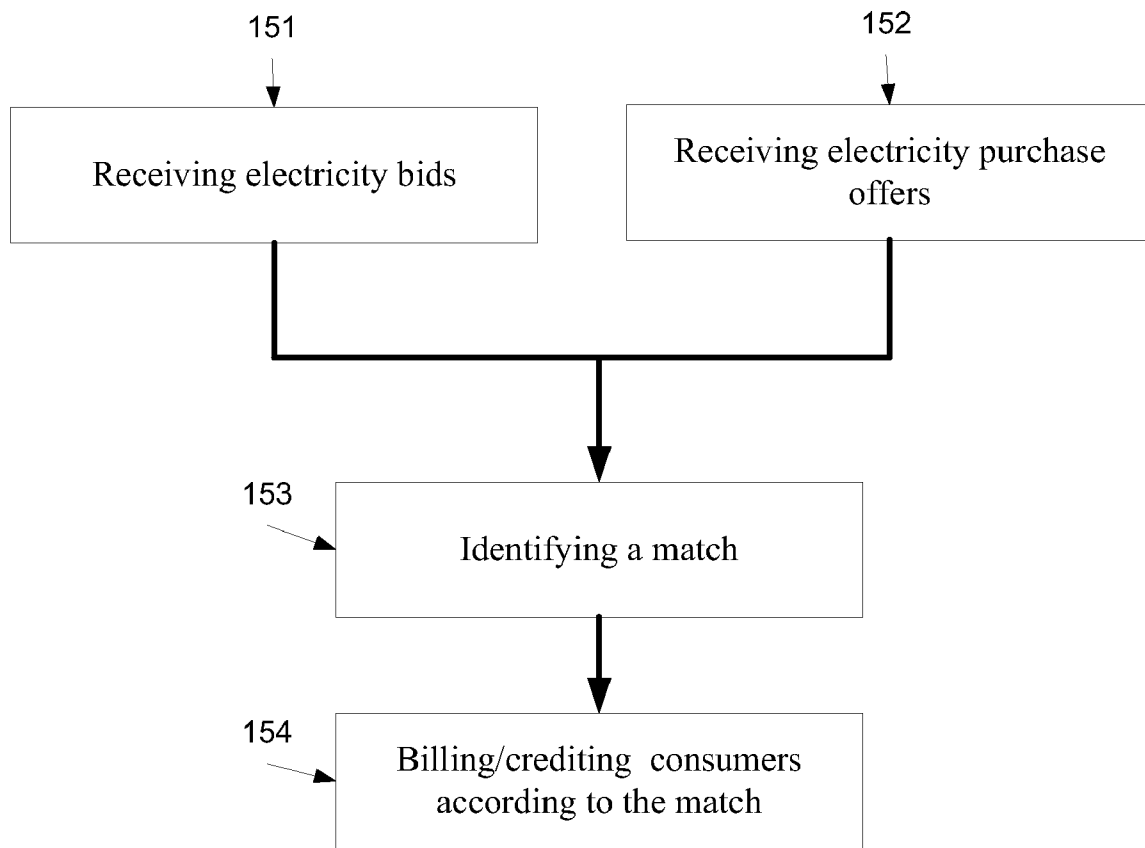 151
152
Receiving electricity bids
Receiving electricity purchase
offers
153
Identifying a match
154
Billing/crediting consumers
according to the match